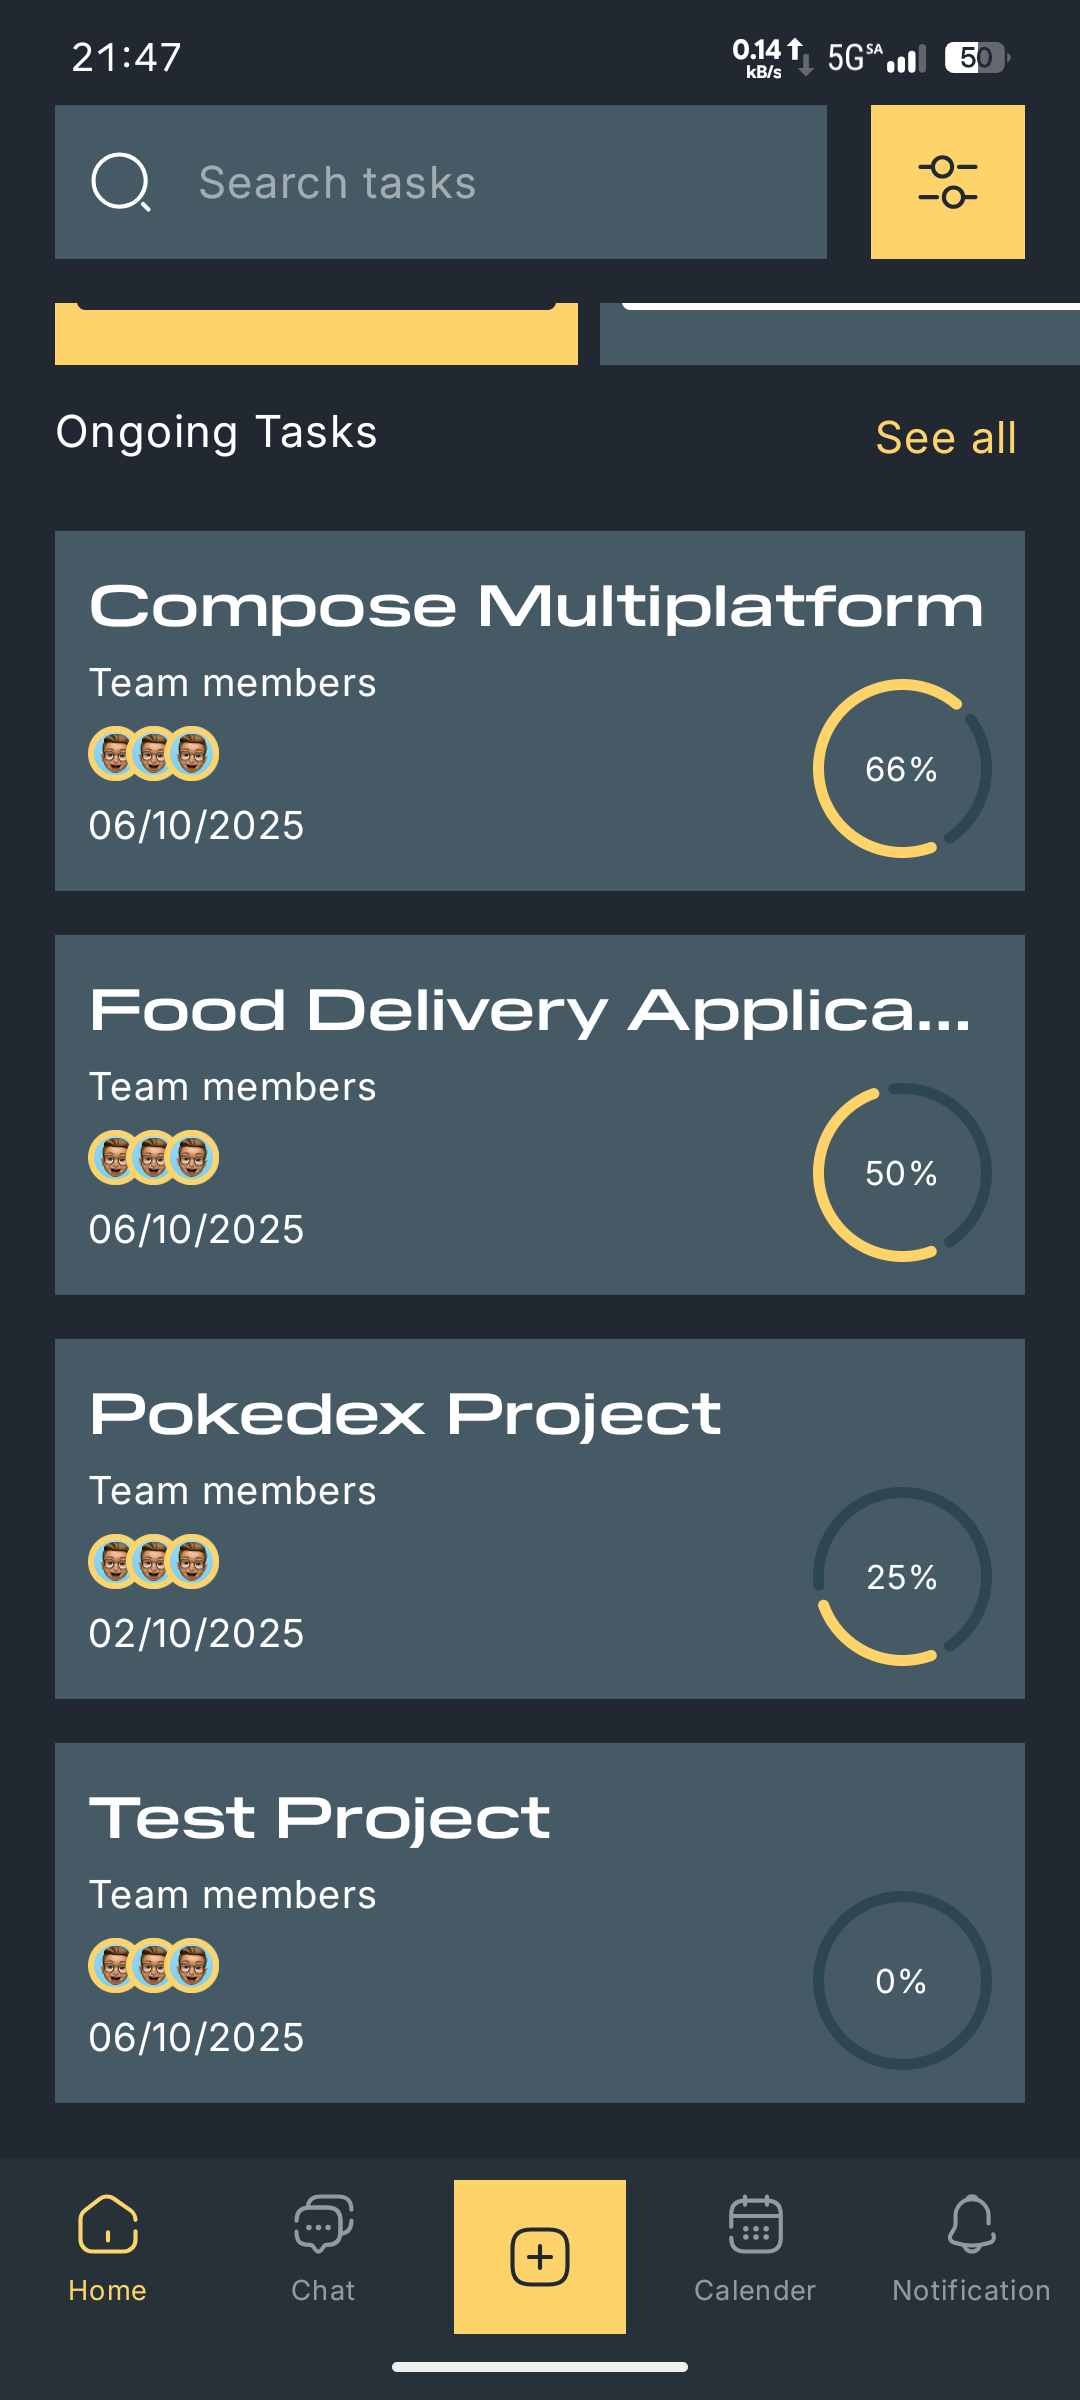 21:47
0.14 kB/s 5G SA 50
Search tasks
Ongoing Tasks
See all
Compose Multiplatform
Team members
66%
06/10/2025
Food Delivery Applica...
Team members
50%
06/10/2025
Pokedex Project
Team members
25%
02/10/2025
Test Project
Team members
0%
06/10/2025
Home
Chat
Calender
Notification